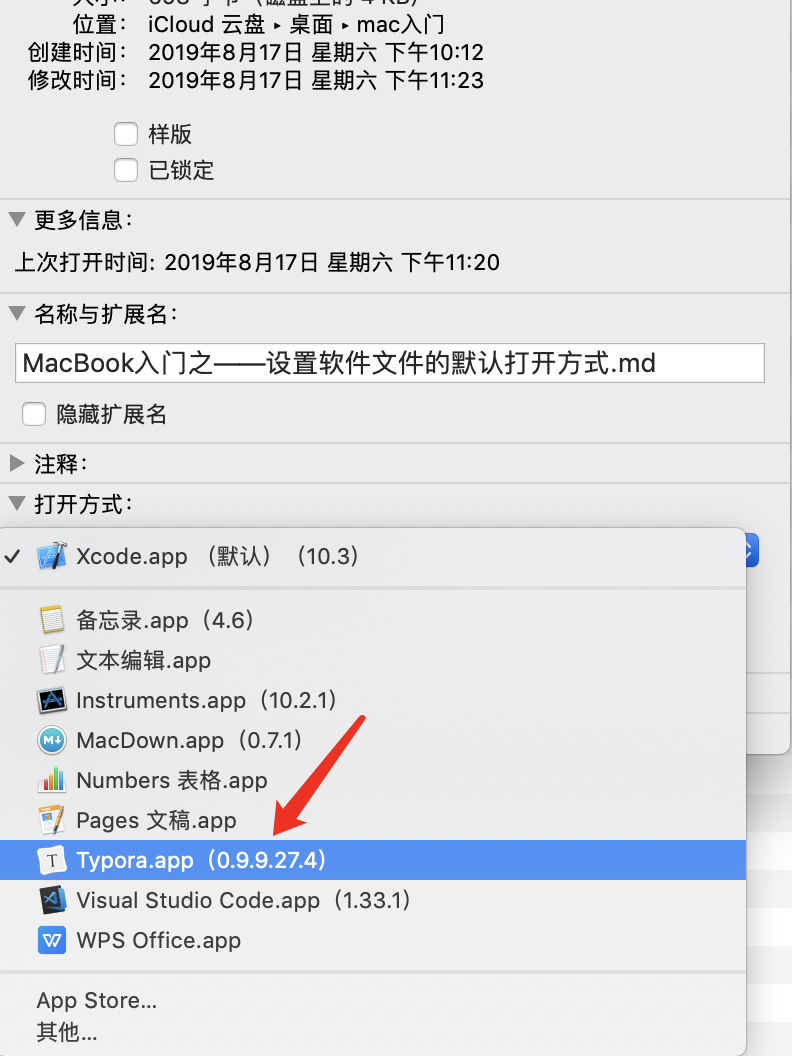 位置： iCloud 云盘 ▸ 桌面 ▸ mac入门
创建时间： 2019年8月17日 星期六 下午10:12
修改时间： 2019年8月17日 星期六 下午11:23
样版
已锁定
更多信息：
上次打开时间: 2019年8月17日 星期六 下午11:20
名称与扩展名：
MacBook入门之——设置软件文件的默认打开方式.md
隐藏扩展名
注释：
打开方式：
Xcode.app （默认）（10.3）
备忘录.app（4.6）
文本编辑.app
Instruments.app（10.2.1）
MacDown.app（0.7.1）
Numbers 表格.app
Pages 文稿.app
Typora.app（0.9.9.27.4）
Visual Studio Code.app（1.33.1）
WPS Office.app
App Store...
其他...